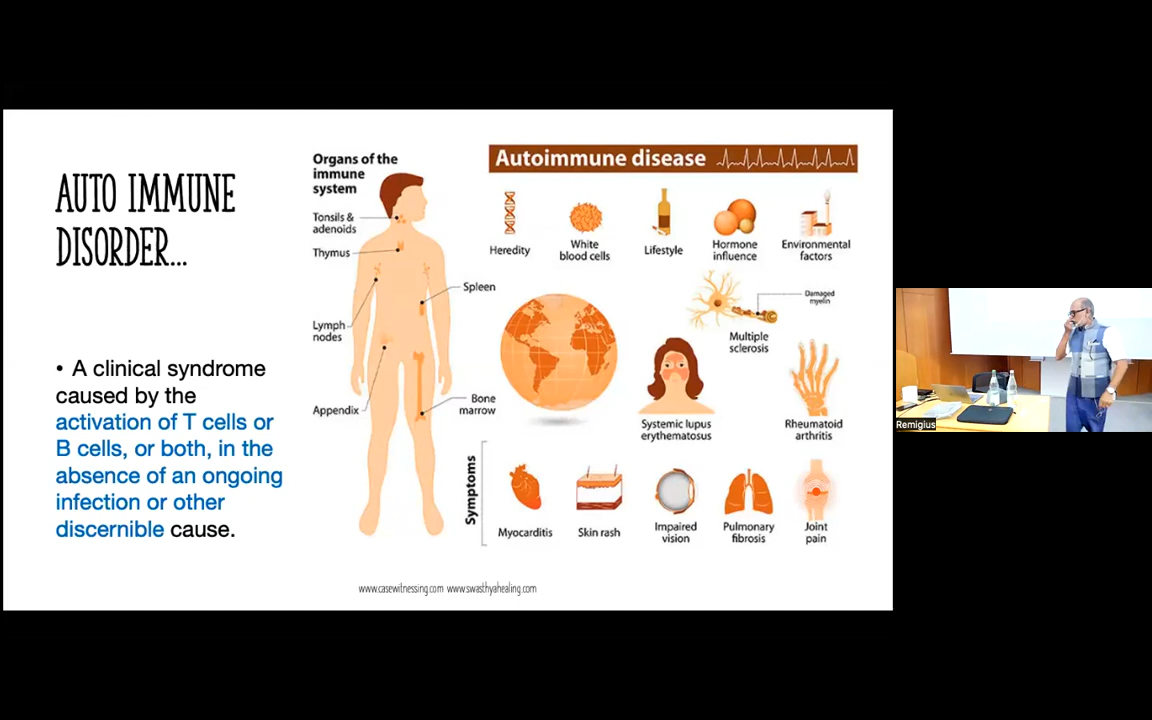 AUTO IMMUNE
DISORDER...
• A clinical syndrome
caused by the
activation of T cells or
B cells, or both, in the
absence of an ongoing
infection or other
discernible cause.
Organs of the
immune
system
Tonsils &
adenoids
Thymus
Spleen
Lymph
nodes
Appendix
Bone
marrow
Autoimmune disease
Heredity
White
blood cells
Lifestyle
Hormone
influence
Environmental
factors
Damaged
myelin
Multiple
sclerosis
Systemic lupus
erythematosus
Rheumatoid
arthritis
Symptoms
Myocarditis
Skin rash
Impaired
vision
Pulmonary
fibrosis
Joint
pain
www.casewitnessing.com www.swasthyahealing.com
Remigius